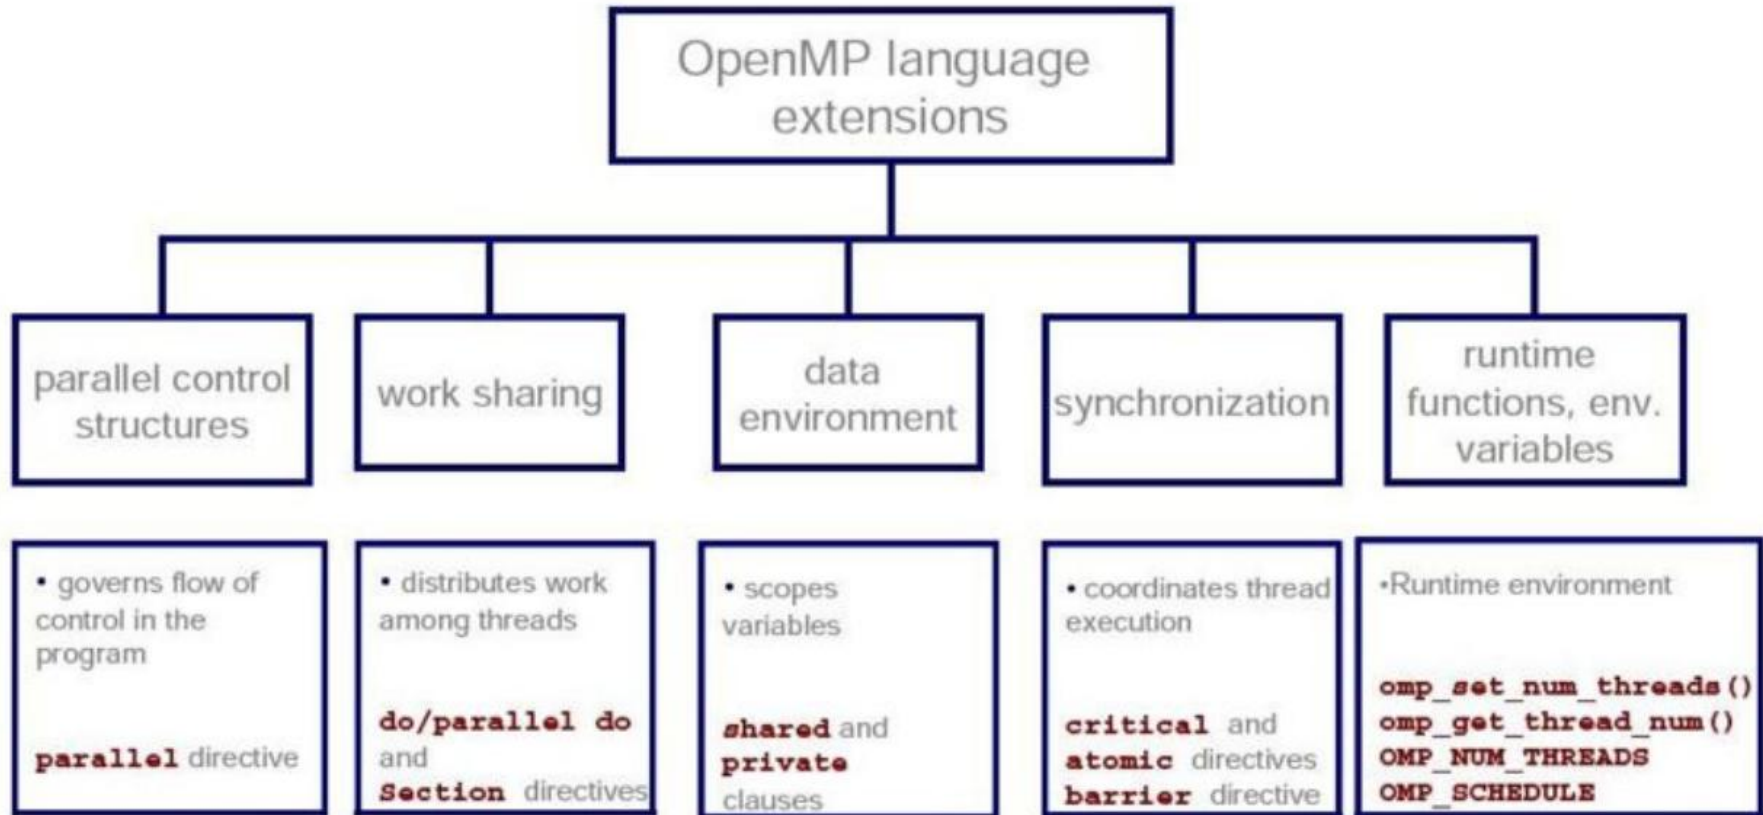 OpenMP language
extensions
parallel control
structures
work sharing
data
environment
synchronization
runtime
functions, env.
variables
• governs flow of
control in the
program
parallel directive
• distributes work
among threads
do/parallel do
and
Section directives
• scopes
variables
shared and
private
clauses
• coordinates thread
execution
critical and
atomic directives
barrier directive
•Runtime environment
omp_set_num_threads()
omp_get_thread_num()
OMP_NUM_THREADS
OMP_SCHEDULE